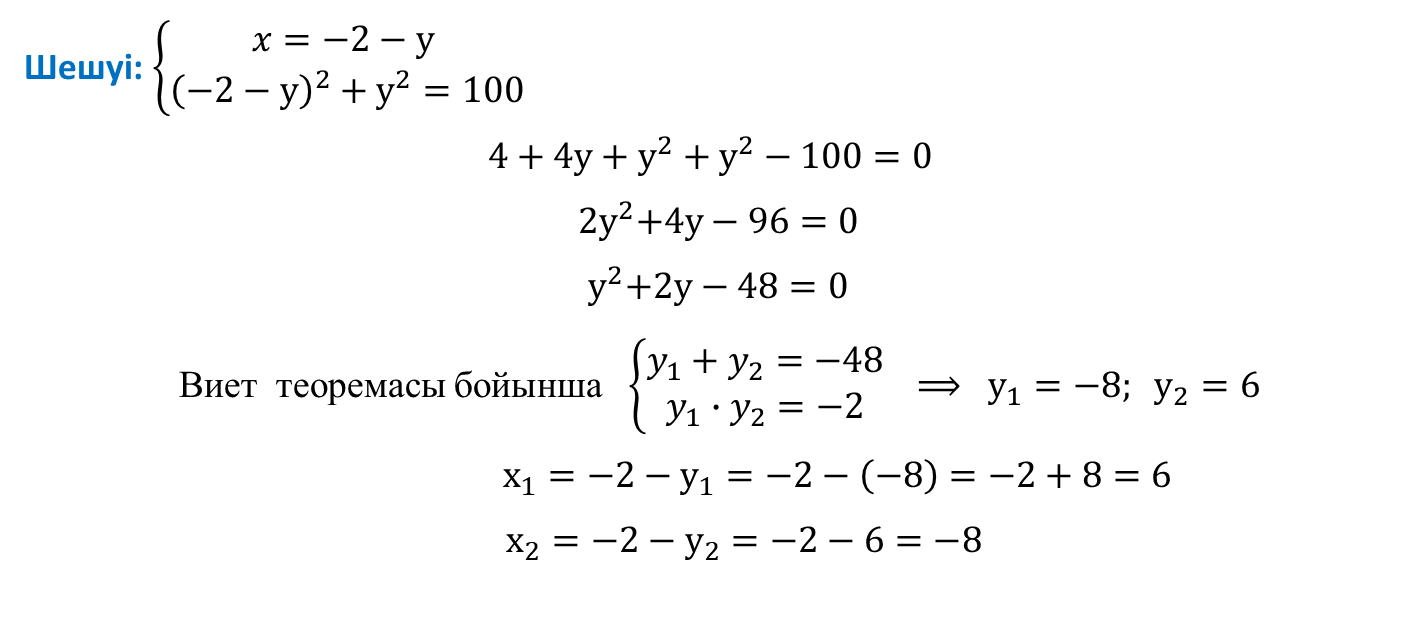 Шешуі: { x = −2 − y
(−2 − y)² + y² = 100
4 + 4y + y² + y² − 100 = 0
2y²+4y − 96 = 0
y²+2y − 48 = 0
Виет теоремасы бойынша { y₁ + y₂ = −48
y₁ · y₂ = −2 ⟹ y₁ = −8; y₂ = 6
x₁ = −2 − y₁ = −2 − (−8) = −2 + 8 = 6
x₂ = −2 − y₂ = −2 − 6 = −8